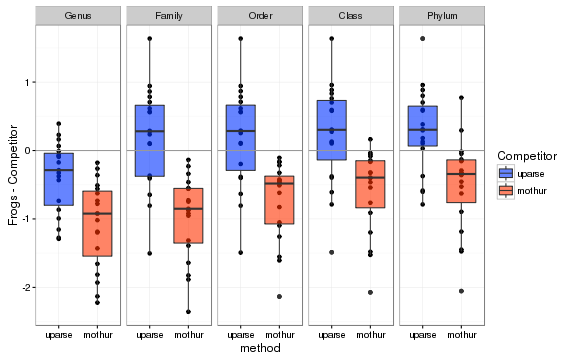 Genus Family Order Class Phylum
Frogs - Competitor
1
0
-1
-2
uparse mothur uparse mothur uparse mothur uparse mothur uparse mothur
method
Competitor
uparse
mothur